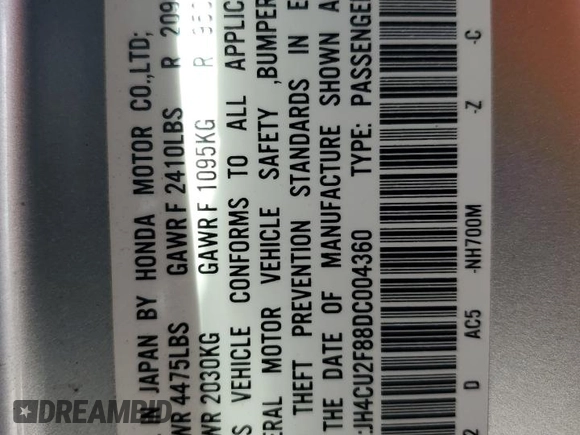 IN JAPAN BY HONDA MOTOR CO.,LTD;
WR 4475LBS GAWR F 2410LBS R 209
WR 2030KG GAWR F 1095KG R
S VEHICLE CONFORMS TO ALL APPLIC
ERAL MOTOR VEHICLE SAFETY ,BUMPER
THEFT PREVENTION STANDARDS IN E
THE DATE OF MANUFACTURE SHOWN A
:JH4CU2F88DC004360 TYPE: PASSENGE
2 D AC5 -NH700M -Z -C
DREAMBID